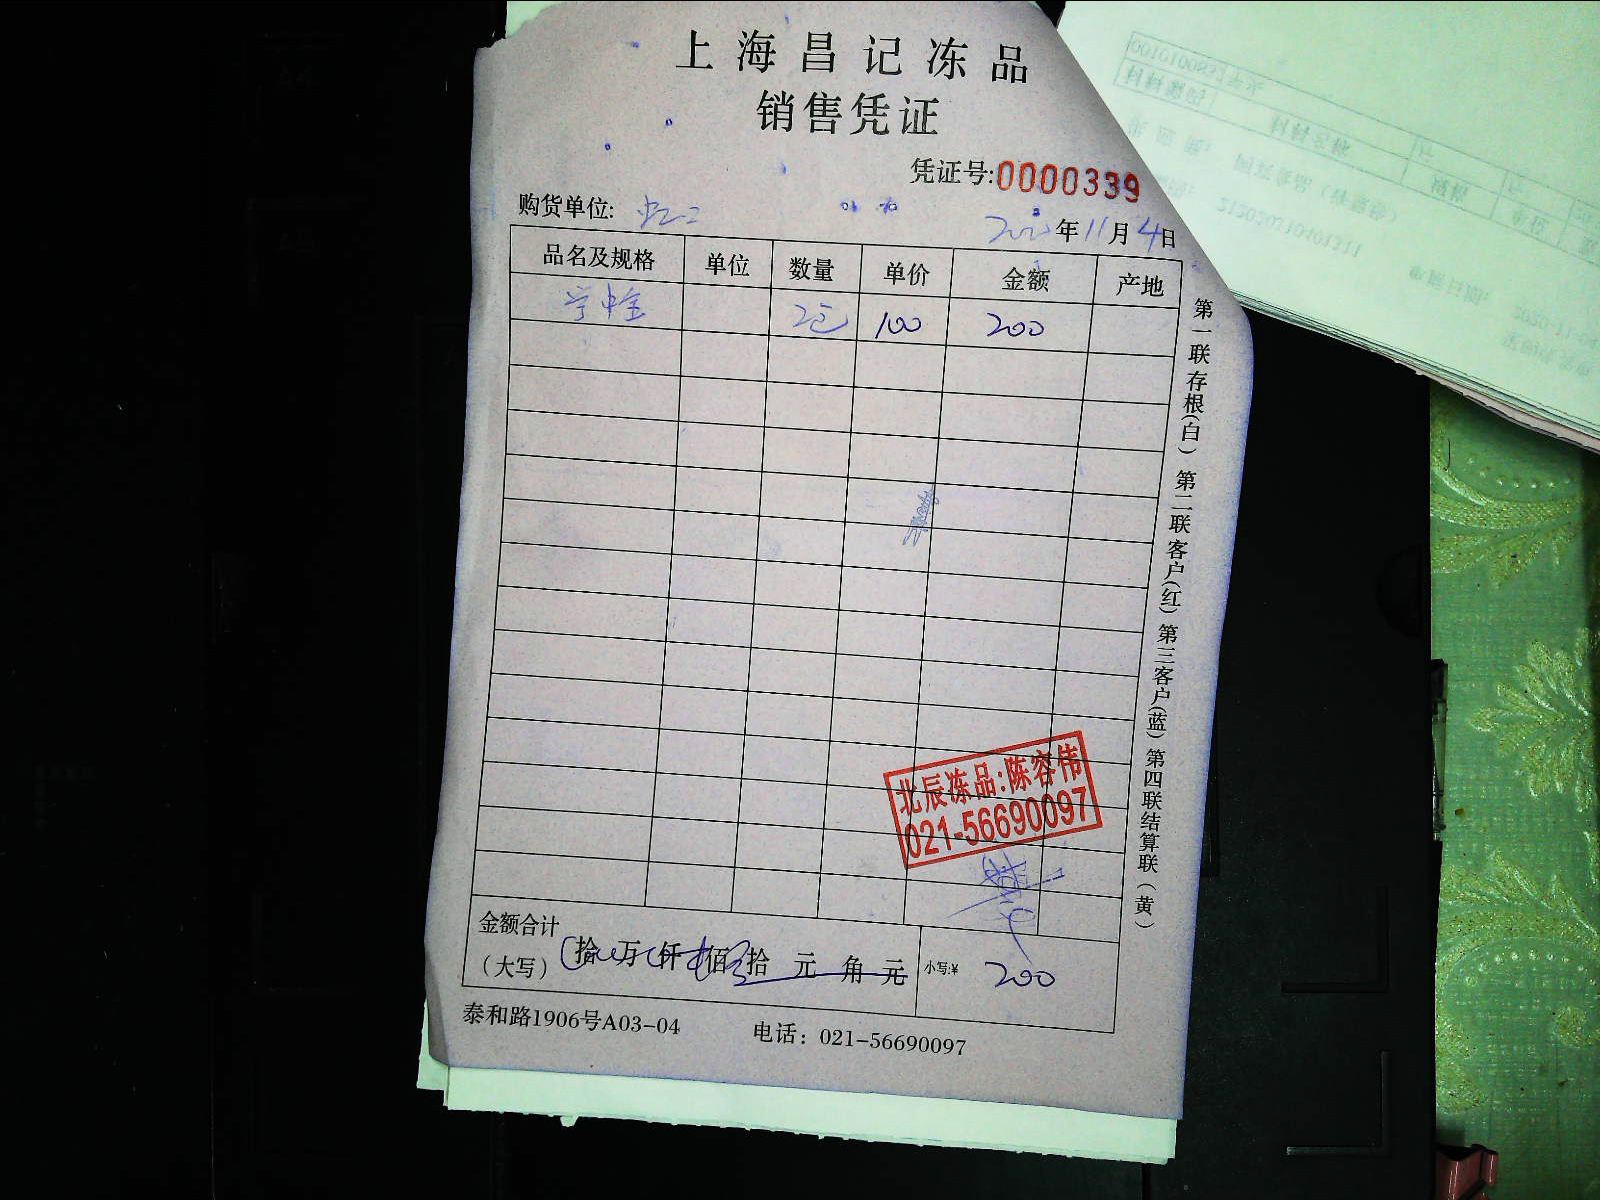 上海昌记冻品
销售凭证
凭证号:0000339
购货单位:
年11月4日
品名及规格 单位 数量 单价 金额 产地
100 200
第一联存根(白) 第二联客户(红) 第三客户(蓝) 第四联结算联(黄)
北辰冻品:陈容伟
021-56690097
金额合计
(大写) 拾 万 仟 佰 拾 元 角 元 小写:¥ 200
泰和路1906号A03-04 电话：021-56690097